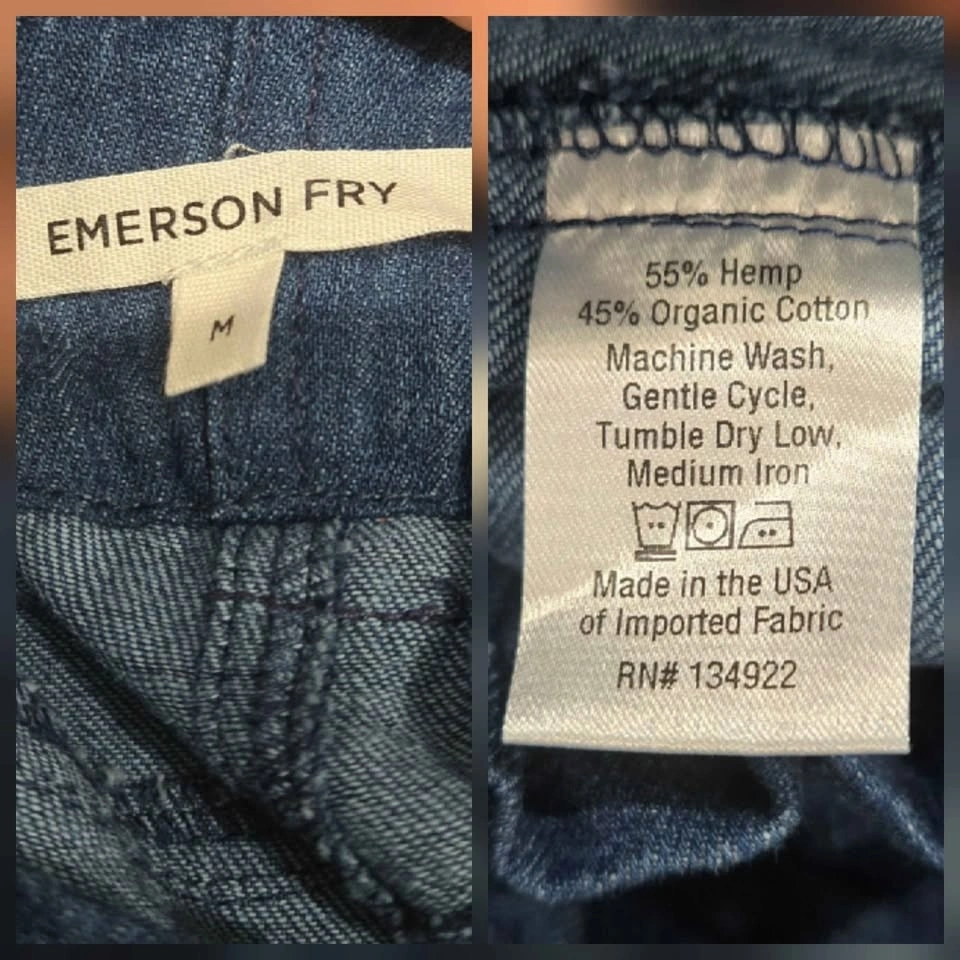 EMERSON FRY
M
55% Hemp
45% Organic Cotton
Machine Wash,
Gentle Cycle,
Tumble Dry Low,
Medium Iron
Made in the USA
of Imported Fabric
RN# 134922